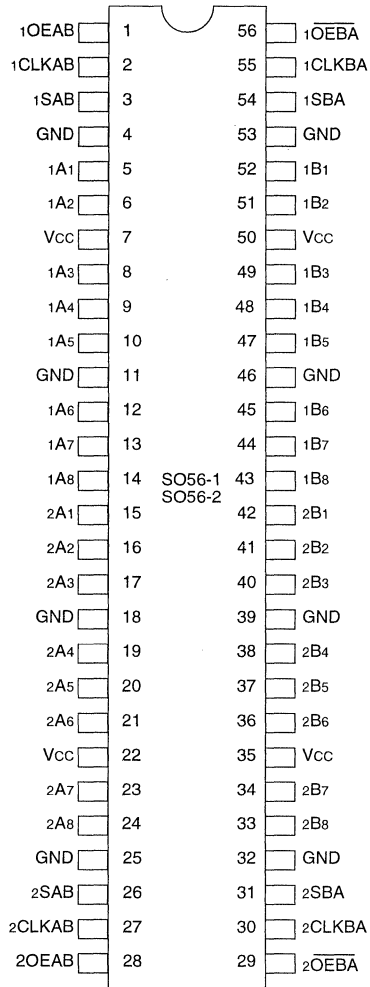 1OEAB 1 56 1OEBA
1CLKAB 2 55 1CLKBA
1SAB 3 54 1SBA
GND 4 53 GND
1A1 5 52 1B1
1A2 6 51 1B2
VCC 7 50 VCC
1A3 8 49 1B3
1A4 9 48 1B4
1A5 10 47 1B5
GND 11 46 GND
1A6 12 45 1B6
1A7 13 44 1B7
1A8 14 SO56-1 43 1B8
SO56-2
2A1 15 42 2B1
2A2 16 41 2B2
2A3 17 40 2B3
GND 18 39 GND
2A4 19 38 2B4
2A5 20 37 2B5
2A6 21 36 2B6
VCC 22 35 VCC
2A7 23 34 2B7
2A8 24 33 2B8
GND 25 32 GND
2SAB 26 31 2SBA
2CLKAB 27 30 2CLKBA
2OEAB 28 29 2OEBA